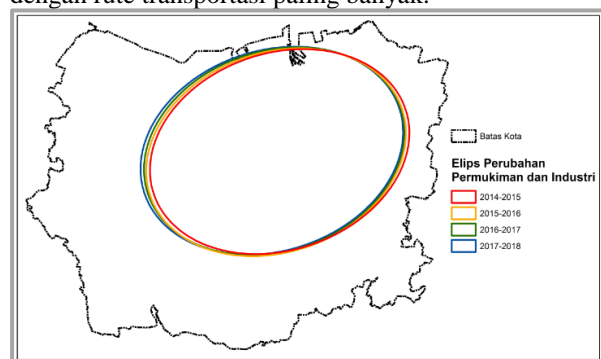 dengan rute transportasi paling banyak.
Batas Kota
Elips Perubahan
Permukiman dan Industri
2014-2015
2015-2016
2016-2017
2017-2018